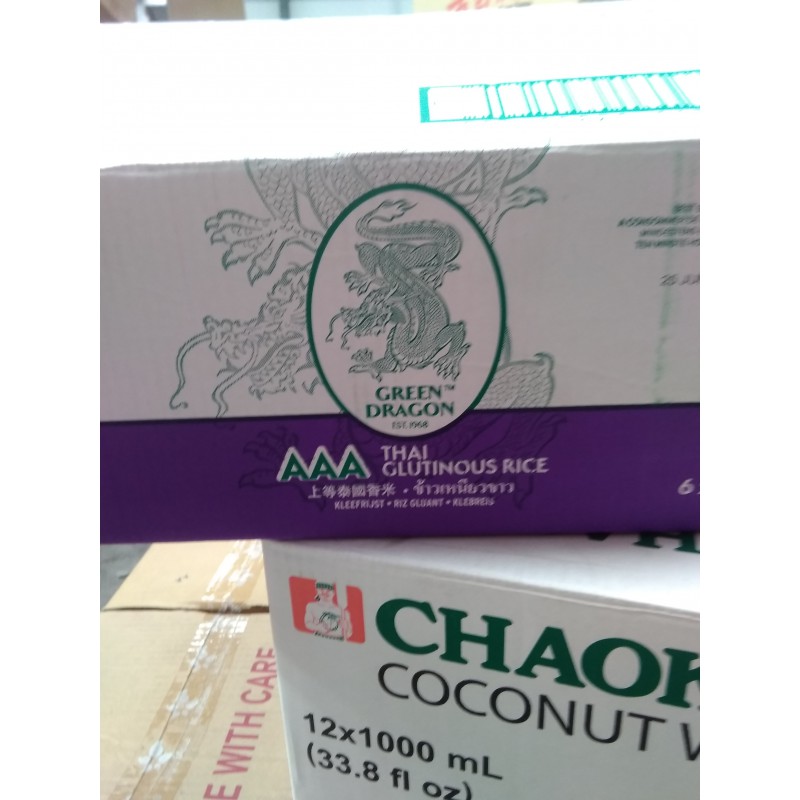 GREEN™
DRAGON
EST. 1968
AAA THAI
GLUTINOUS RICE
上等泰國香米 · ข้าวเหนียวขาว
KLEEFRIJST • RIZ GLUANT • KLEBREIS
6
CHAOK
COCONUT
12x1000 mL
(33.8 fl oz)
E WITH CARE